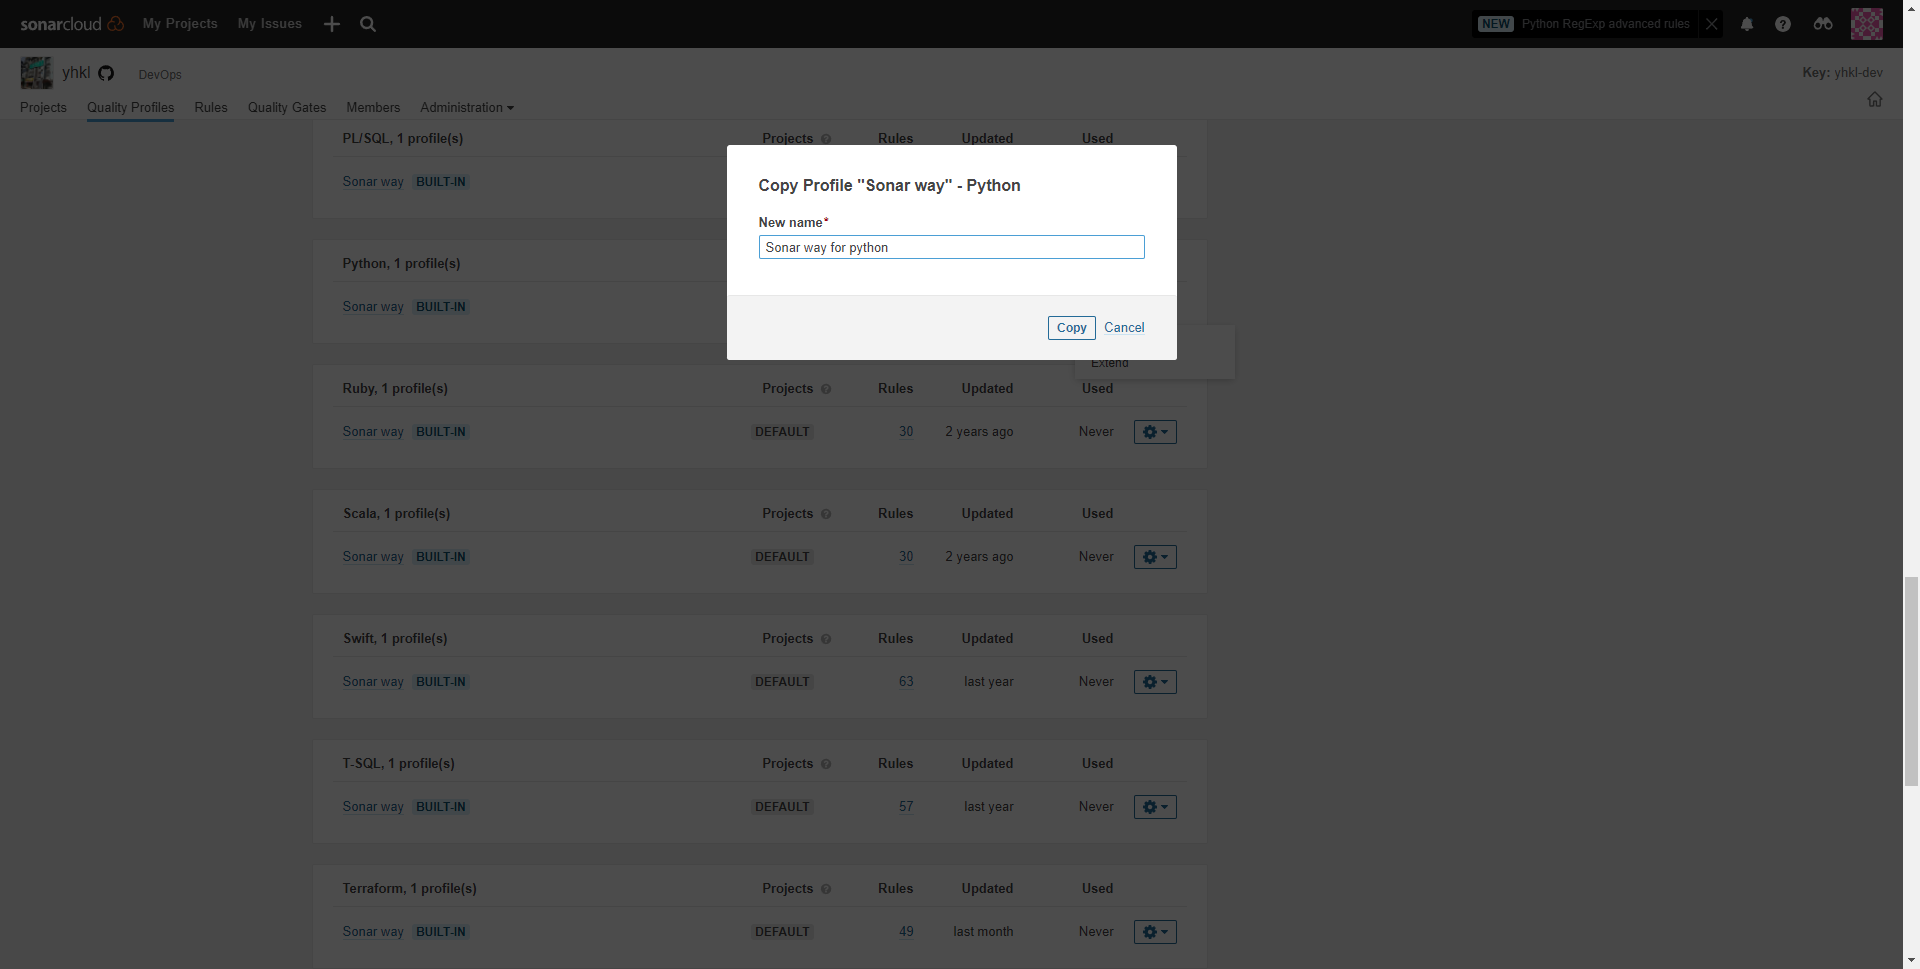 sonarcloud My Projects My Issues NEW Python RegExp advanced rules
yhkl DevOps Key: yhkl-dev
Projects Quality Profiles Rules Quality Gates Members Administration
PL/SQL, 1 profile(s) Projects Rules Updated Used
Sonar way BUILT-IN
Copy Profile "Sonar way" - Python
New name*
Sonar way for python
Copy Cancel
Python, 1 profile(s)
Sonar way BUILT-IN
Extend
Ruby, 1 profile(s) Projects Rules Updated Used
Sonar way BUILT-IN DEFAULT 30 2 years ago Never
Scala, 1 profile(s) Projects Rules Updated Used
Sonar way BUILT-IN DEFAULT 30 2 years ago Never
Swift, 1 profile(s) Projects Rules Updated Used
Sonar way BUILT-IN DEFAULT 63 last year Never
T-SQL, 1 profile(s) Projects Rules Updated Used
Sonar way BUILT-IN DEFAULT 57 last year Never
Terraform, 1 profile(s) Projects Rules Updated Used
Sonar way BUILT-IN DEFAULT 49 last month Never